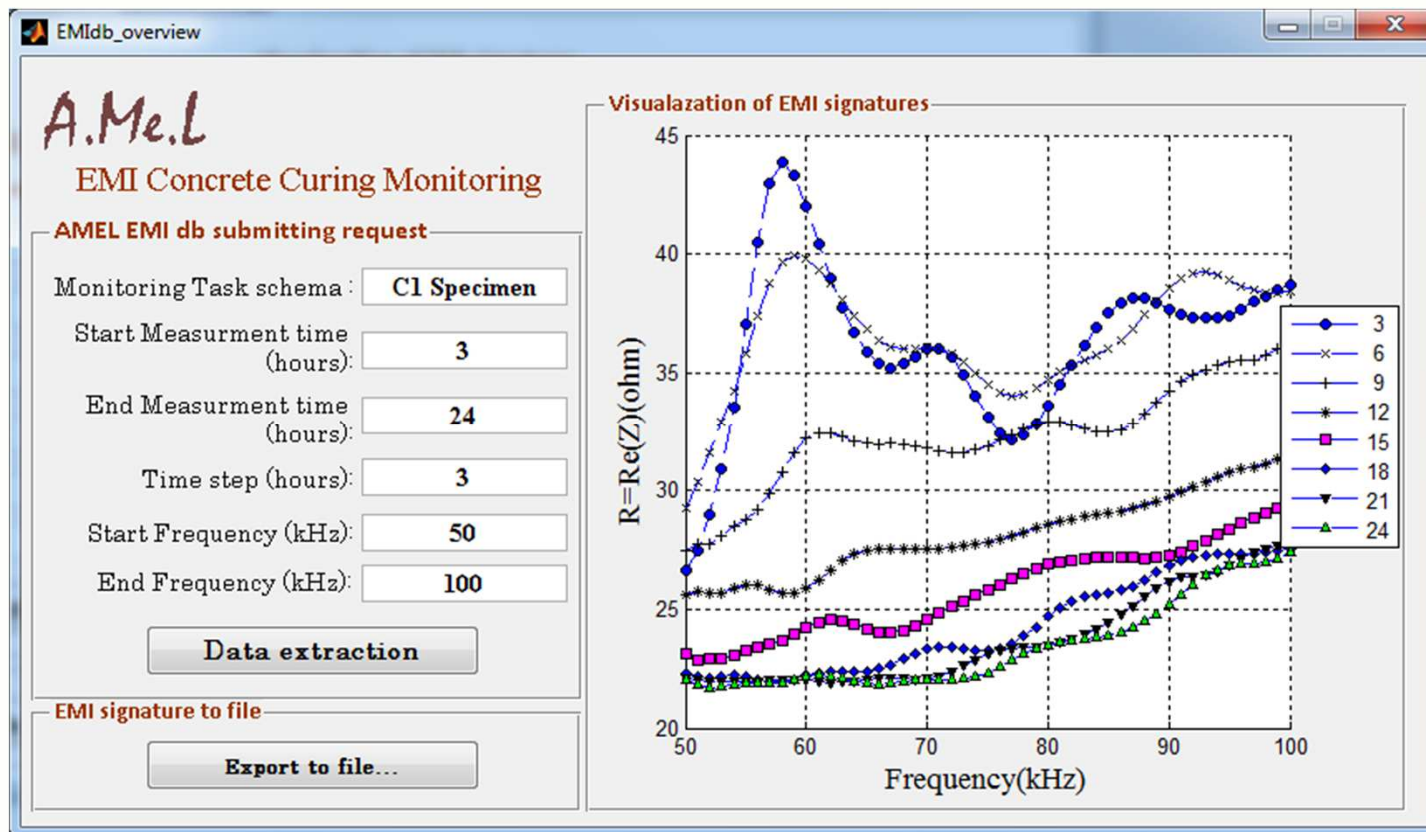 EMIdb_overview
A.Me.L
EMI Concrete Curing Monitoring
AMEL EMI db submitting request
Monitoring Task schema : C1 Specimen
Start Measurment time
(hours): 3
End Measurment time
(hours): 24
Time step (hours): 3
Start Frequency (kHz): 50
End Frequency (kHz): 100
Data extraction
EMI signature to file
Export to file...
Visualazation of EMI signatures
45
40
35
30
25
20
R=Re(Z)(ohm)
50 60 70 80 90 100
Frequency(kHz)
3
6
9
12
15
18
21
24